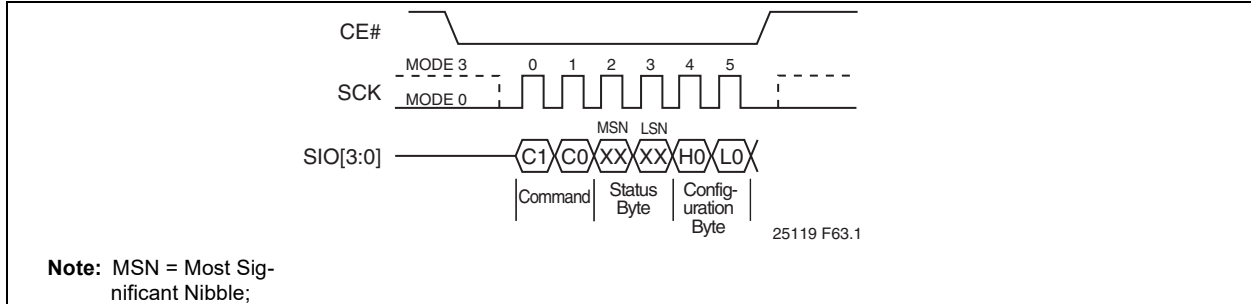 CE#
MODE 3 0 1 2 3 4 5
SCK
MODE 0
MSN LSN
SIO[3:0] C1 C0 XX XX H0 L0
Command Status Byte Config-uration Byte
25119 F63.1
Note: MSN = Most Sig-
nificant Nibble;